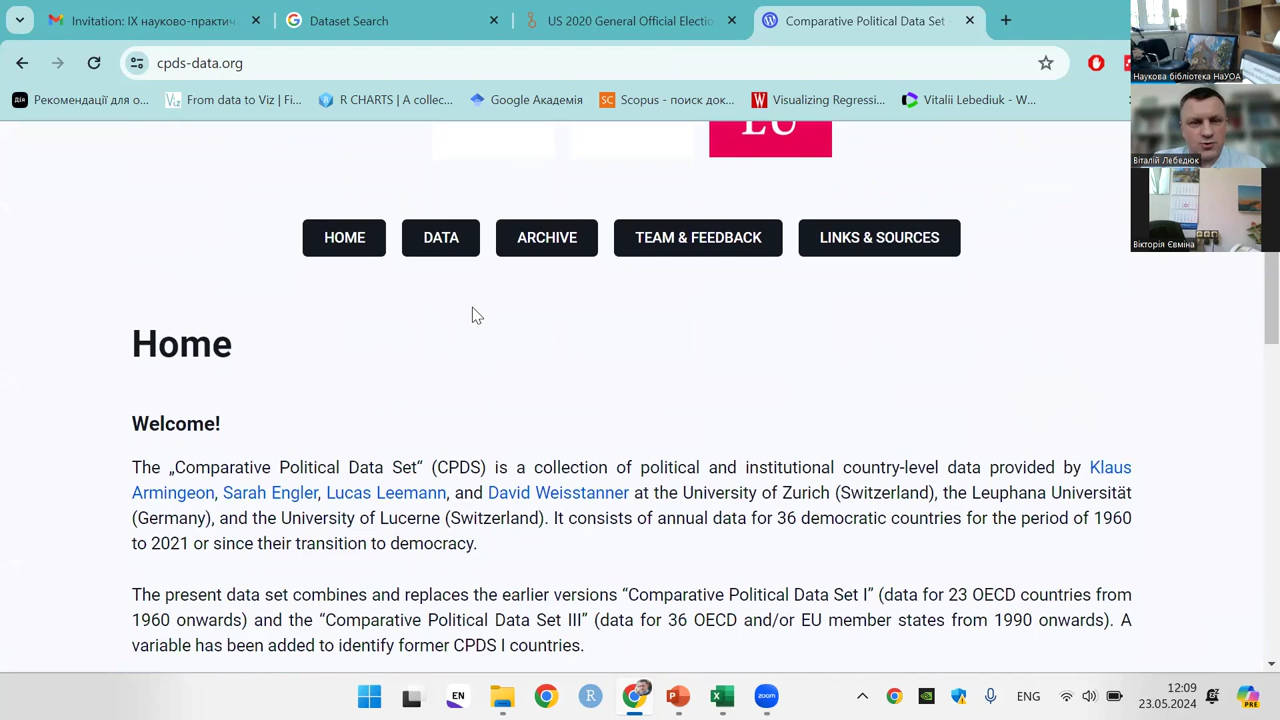 Invitation: IX науково-практич
Dataset Search
US 2020 General Official Electio
Comparative Political Data Set -
cpds-data.org
Рекомендації для о...
From data to Viz | Fi...
R CHARTS | A collec...
Google Академія
Scopus - поиск док...
Visualizing Regressi...
Vitalii Lebediuk - W...
Наукова бібліотека НаУОА
Віталій Лебедюк
Вікторія Євміна
EU
HOME
DATA
ARCHIVE
TEAM & FEEDBACK
LINKS & SOURCES
Home
Welcome!
The „Comparative Political Data Set“ (CPDS) is a collection of political and institutional country-level data provided by Klaus
Armingeon, Sarah Engler, Lucas Leemann, and David Weisstanner at the University of Zurich (Switzerland), the Leuphana Universität
(Germany), and the University of Lucerne (Switzerland). It consists of annual data for 36 democratic countries for the period of 1960
to 2021 or since their transition to democracy.
The present data set combines and replaces the earlier versions “Comparative Political Data Set I” (data for 23 OECD countries from
1960 onwards) and the “Comparative Political Data Set III” (data for 36 OECD and/or EU member states from 1990 onwards). A
variable has been added to identify former CPDS I countries.
EN
zoom
ENG
12:09
23.05.2024
PRE